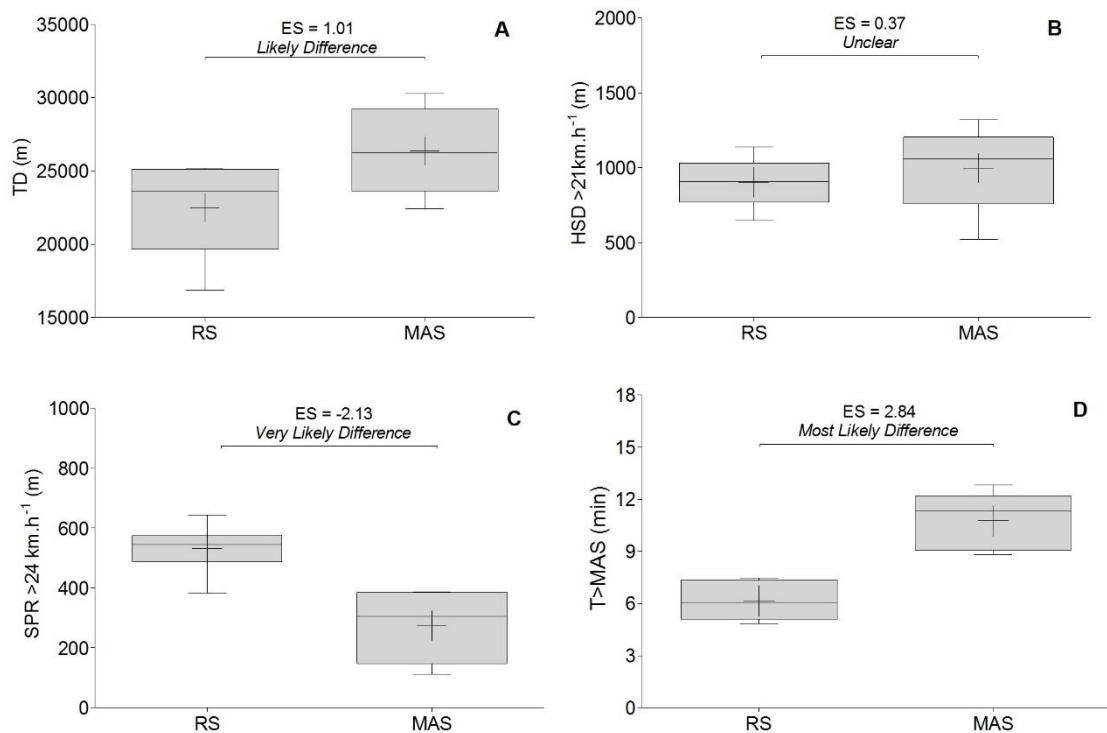 A
ES = 1.01
Likely Difference
TD (m)
35000
30000
25000
20000
15000
RS
MAS
B
ES = 0.37
Unclear
HSD >21km.h⁻¹ (m)
2000
1500
1000
500
0
RS
MAS
C
ES = -2.13
Very Likely Difference
SPR >24 km.h⁻¹ (m)
1000
800
600
400
200
0
RS
MAS
D
ES = 2.84
Most Likely Difference
T>MAS (min)
18
15
12
9
6
3
0
RS
MAS